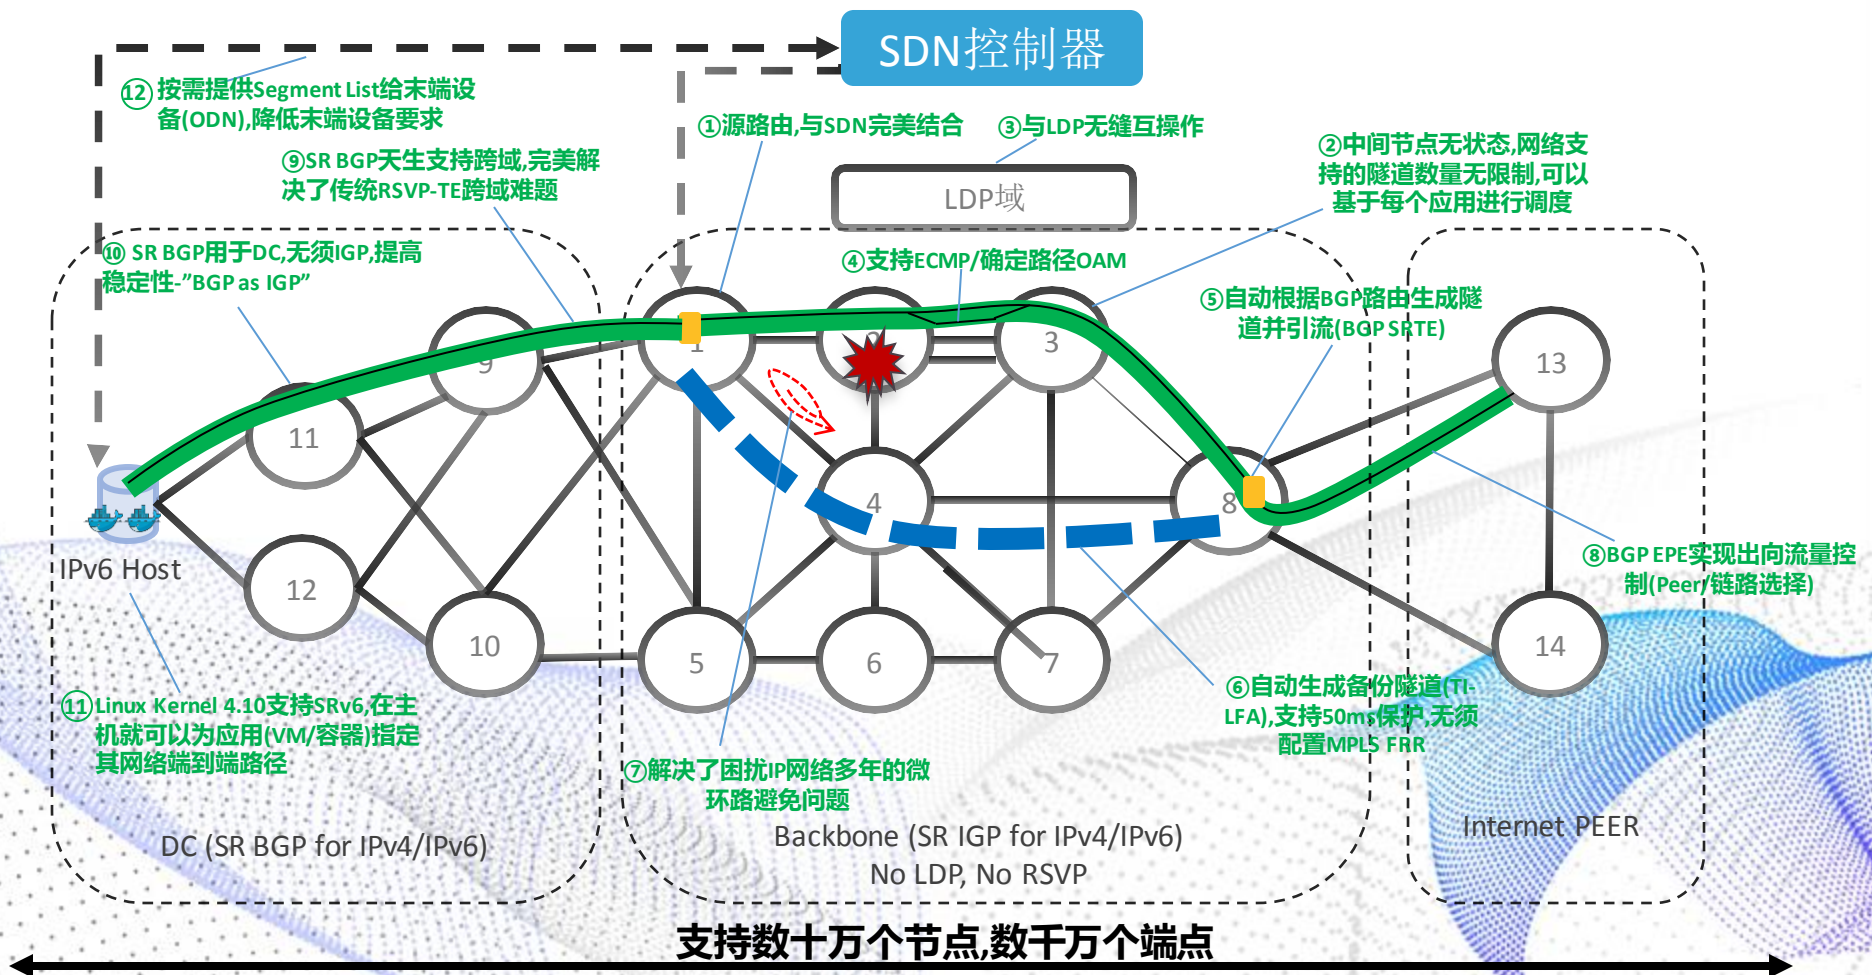 SDN控制器
⑫按需提供Segment List给末端设
备(ODN),降低末端设备要求
①源路由,与SDN完美结合
③与LDP无缝互操作
②中间节点无状态,网络支
持的隧道数量无限制,可以
基于每个应用进行调度
⑨SR BGP天生支持跨域,完美解
决了传统RSVP-TE跨域难题
LDP域
⑩ SR BGP用于DC,无须IGP,提高
稳定性-”BGP as IGP”
④支持ECMP/确定路径OAM
⑤自动根据BGP路由生成隧
道并引流(BGP SRTE)
9
1
2
3
13
11
4
8
IPv6 Host
12
10
5
6
7
14
⑧BGP EPE实现出向流量控
制(Peer/链路选择)
⑪Linux Kernel 4.10支持SRv6,在主
机就可以为应用(VM/容器)指定
其网络端到端路径
⑥自动生成备份隧道(TI-
LFA),支持50ms保护,无须
配置MPLS FRR
⑦解决了困扰IP网络多年的微
环路避免问题
DC (SR BGP for IPv4/IPv6)
Backbone (SR IGP for IPv4/IPv6)
No LDP, No RSVP
Internet PEER
支持数十万个节点,数千万个端点